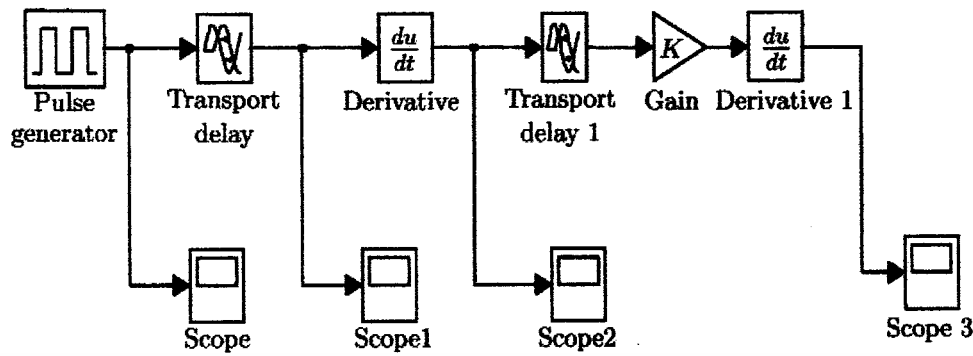 Pulse
generator
Transport
delay
du
dt
Derivative
Transport
delay 1
K
Gain
du
dt
Derivative 1
Scope
Scope1
Scope2
Scope 3